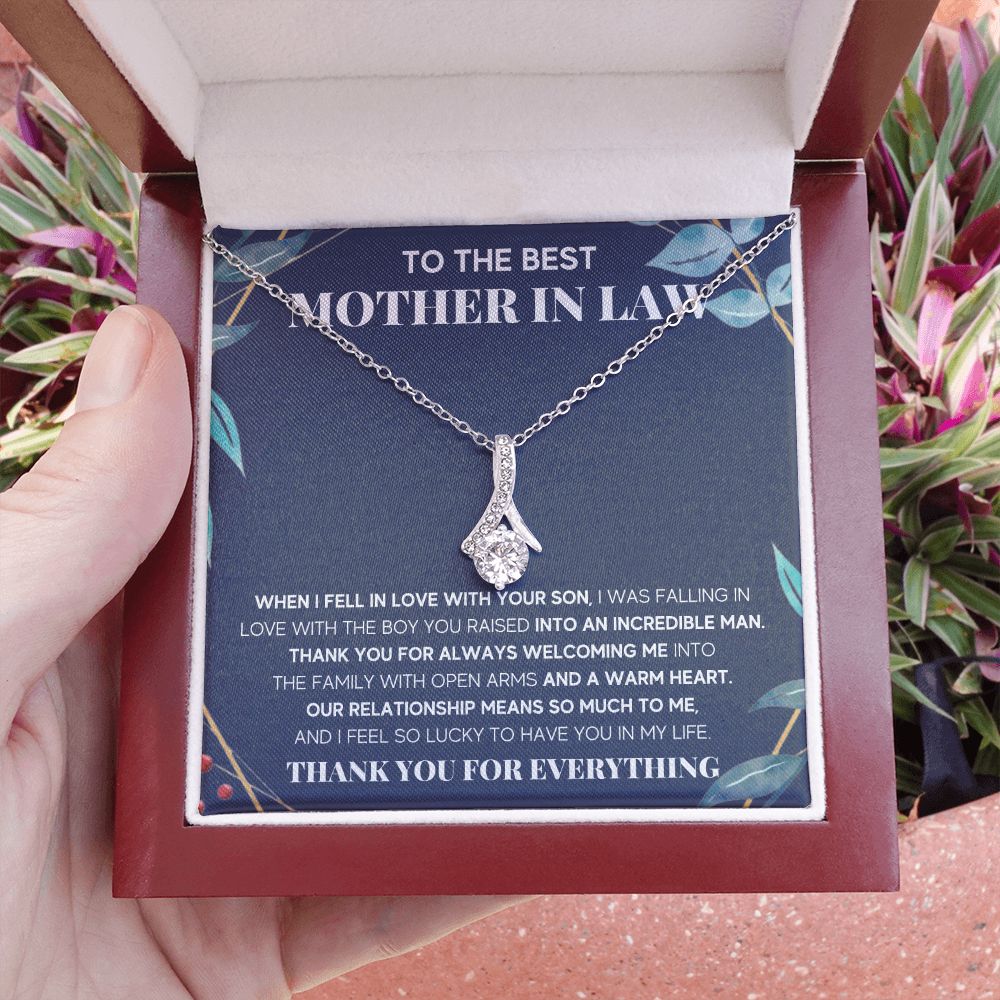 TO THE BEST
MOTHER IN LAW
WHEN I FELL IN LOVE WITH YOUR SON, I WAS FALLING IN
LOVE WITH THE BOY YOU RAISED INTO AN INCREDIBLE MAN.
THANK YOU FOR ALWAYS WELCOMING ME INTO
THE FAMILY WITH OPEN ARMS AND A WARM HEART.
OUR RELATIONSHIP MEANS SO MUCH TO ME,
AND I FEEL SO LUCKY TO HAVE YOU IN MY LIFE.
THANK YOU FOR EVERYTHING